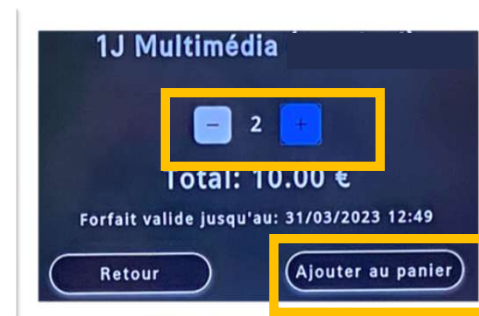 1J Multimédia
- 2 +
Total: 10.00 €
Forfait valide jusqu'au: 31/03/2023 12:49
Retour
Ajouter au panier